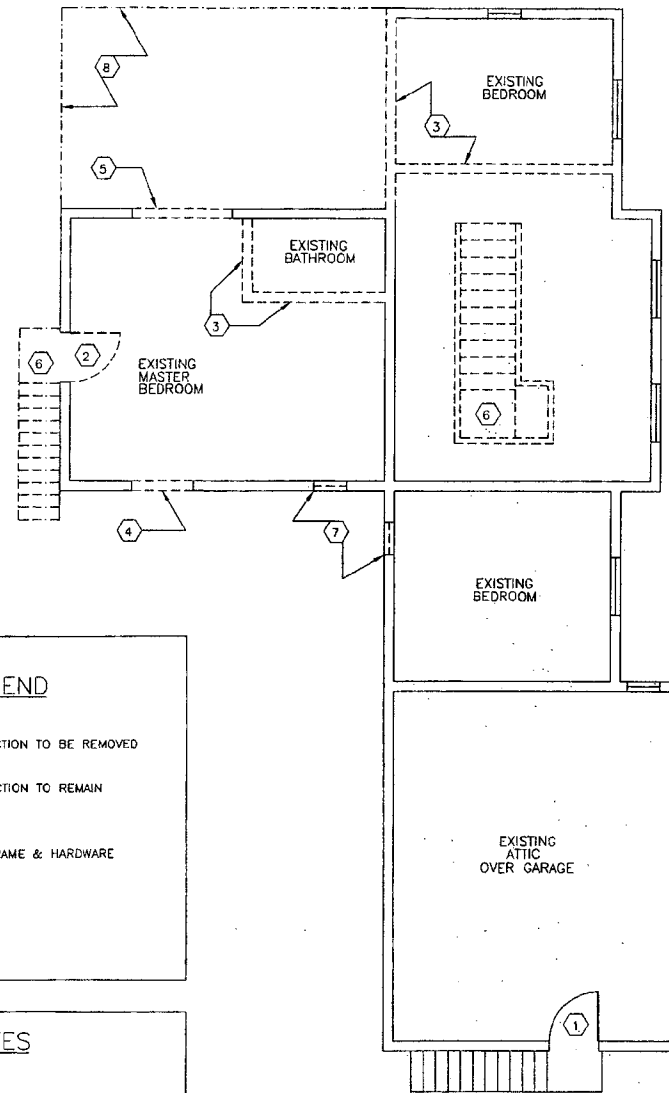 8
EXISTING
BEDROOM
3
5
EXISTING
BATHROOM
3
6
2
EXISTING
MASTER
BEDROOM
6
4
7
EXISTING
BEDROOM
END
CTION TO BE REMOVED
CTION TO REMAIN
RAME & HARDWARE
EXISTING
ATTIC
OVER GARAGE
1
ES